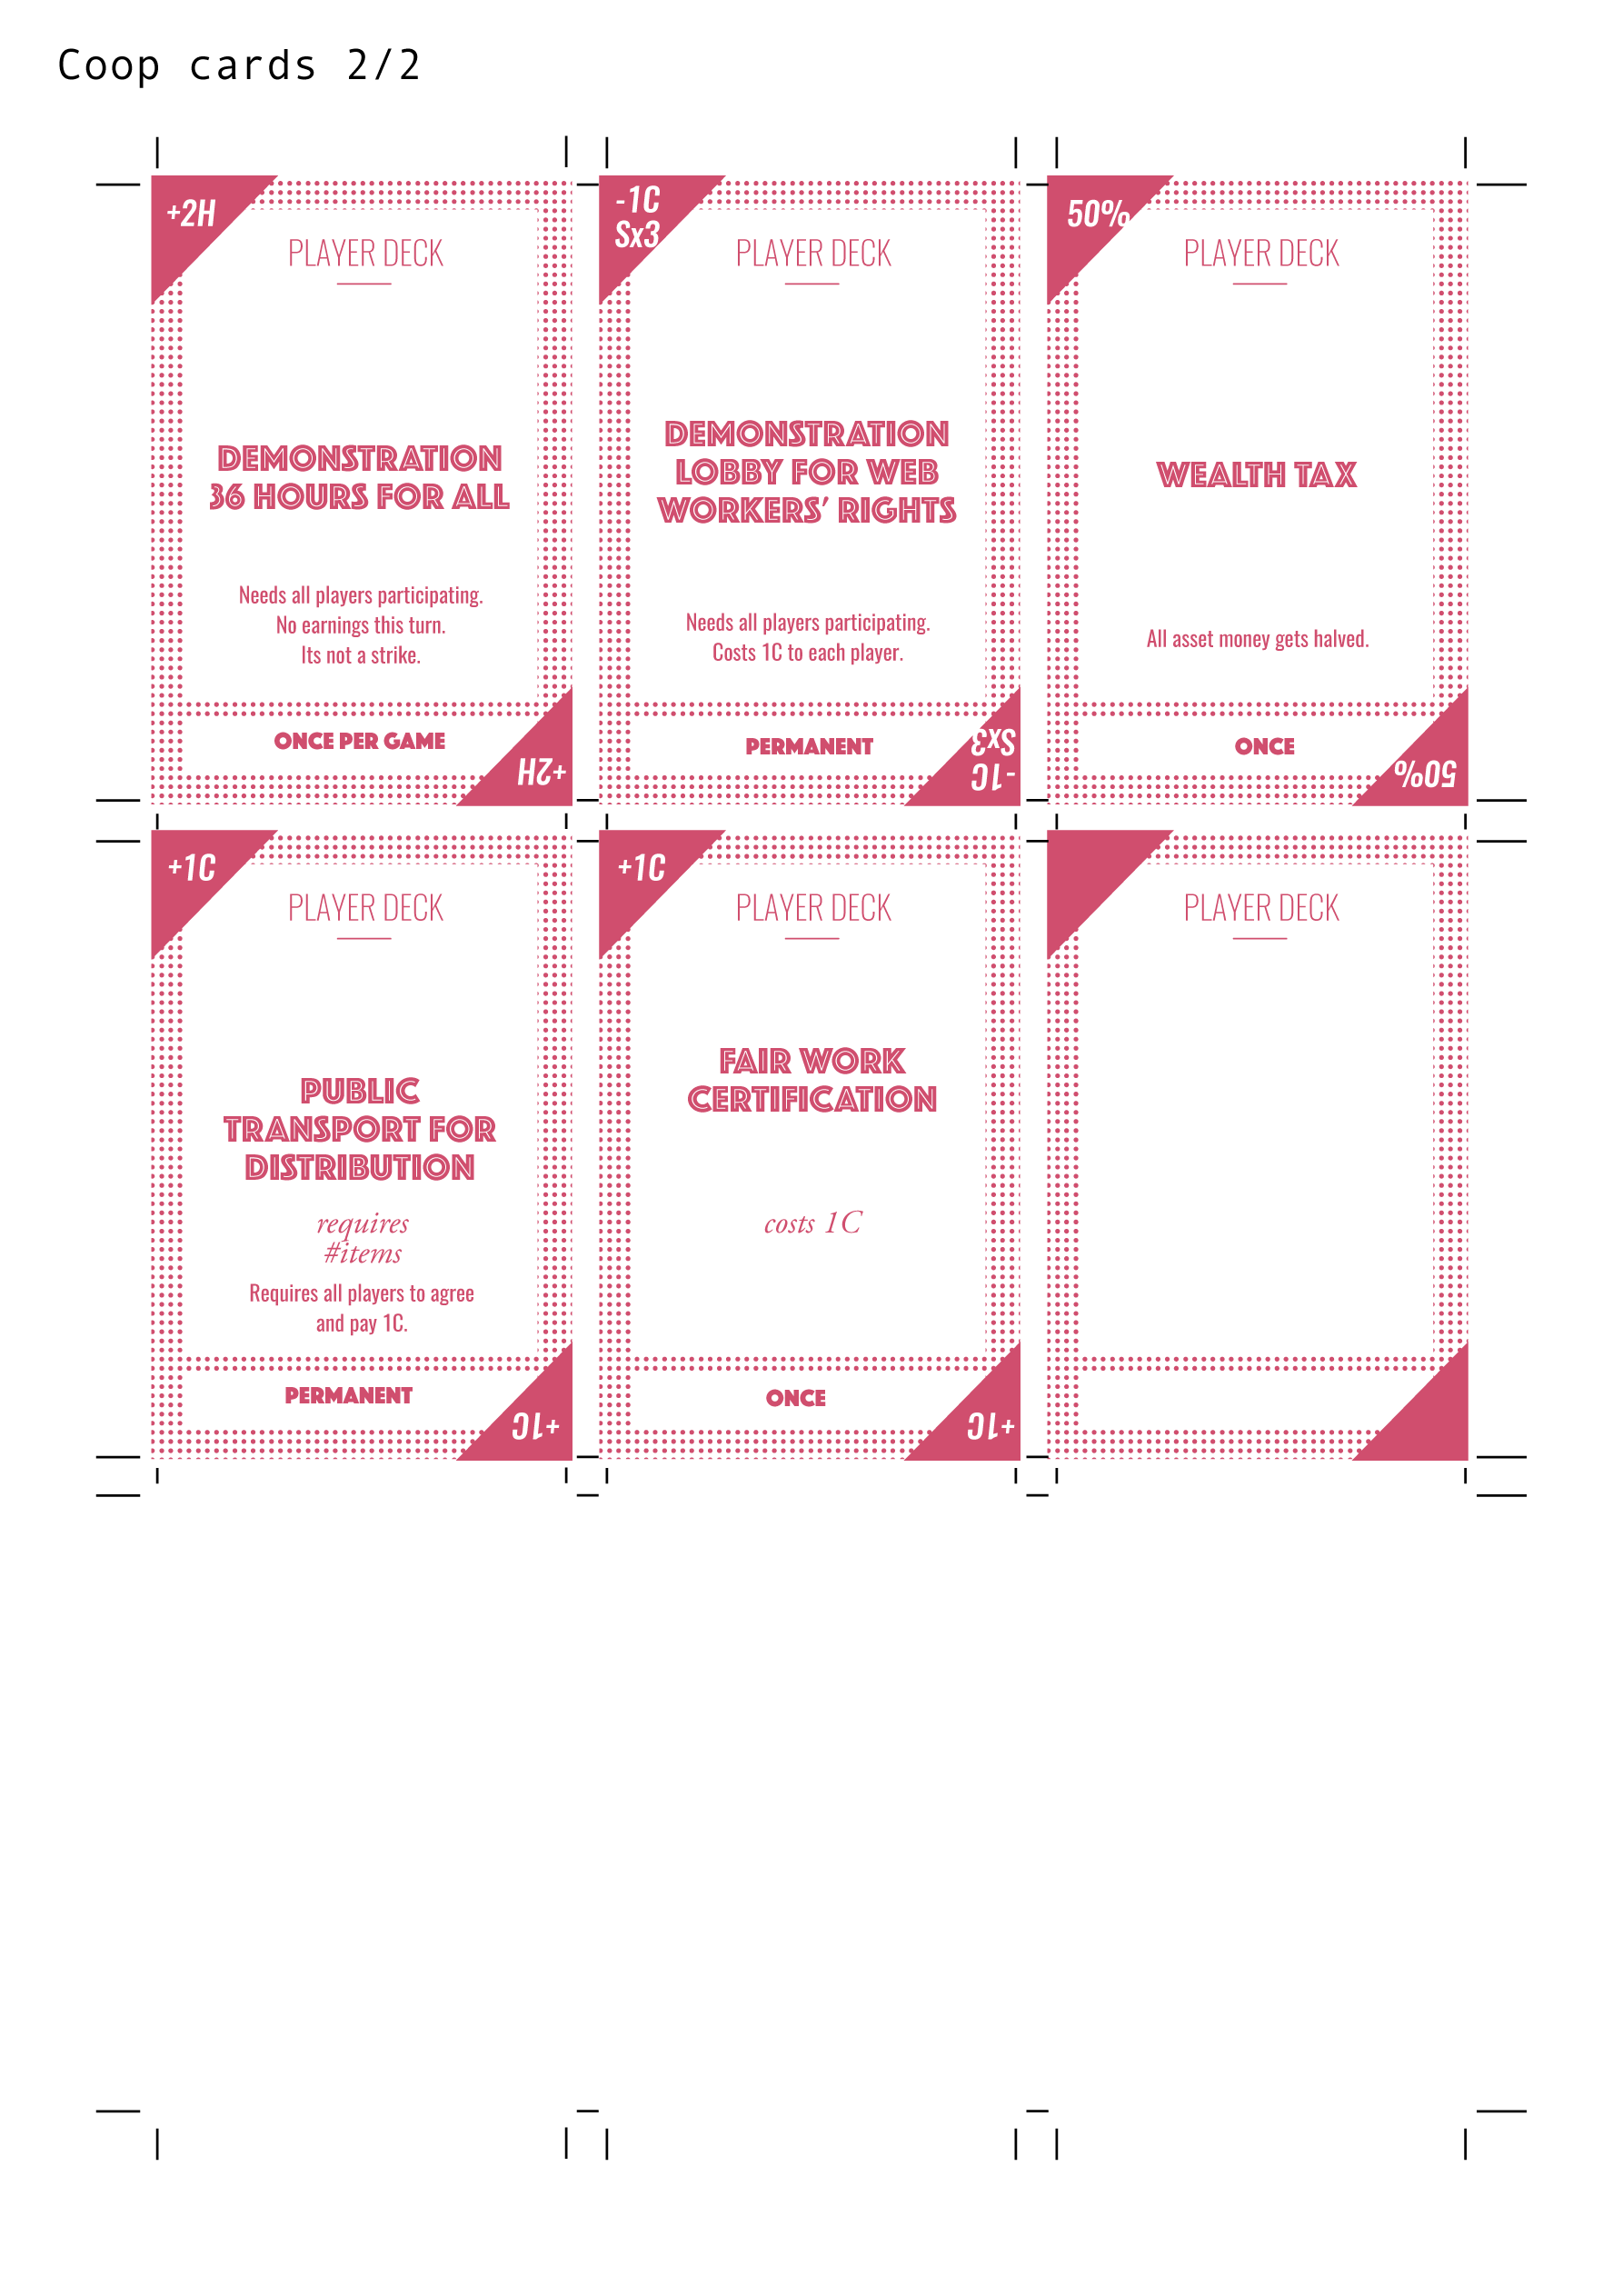 Coop cards 2/2
+2H
PLAYER DECK
DEMONSTRATION
36 HOURS FOR ALL
Needs all players participating.
No earnings this turn.
Its not a strike.
ONCE PER GAME
+2H
-1C
Sx3
PLAYER DECK
DEMONSTRATION
LOBBY FOR WEB
WORKERS’ RIGHTS
Needs all players participating.
Costs 1C to each player.
PERMANENT
-1C
Sx3
50%
PLAYER DECK
WEALTH TAX
All asset money gets halved.
ONCE
50%
+1C
PLAYER DECK
PUBLIC
TRANSPORT FOR
DISTRIBUTION
requires
#items
Requires all players to agree
and pay 1C.
PERMANENT
+1C
+1C
PLAYER DECK
FAIR WORK
CERTIFICATION
costs 1C
ONCE
+1C
PLAYER DECK